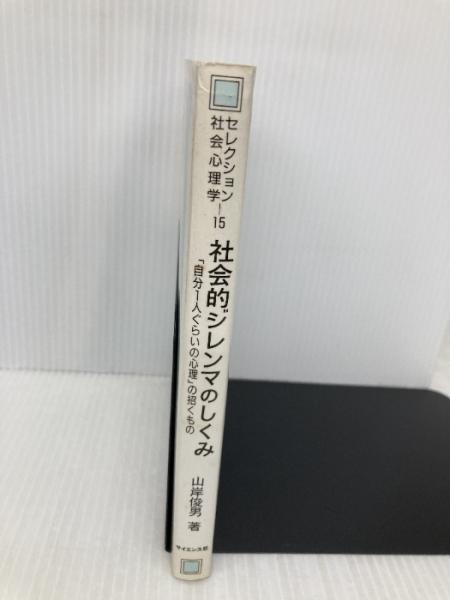 セレクション
社会心理学―15
社会的ジレンマのしくみ
「自分1人ぐらいの心理」の招くもの
山岸俊男 著
サイエンス社